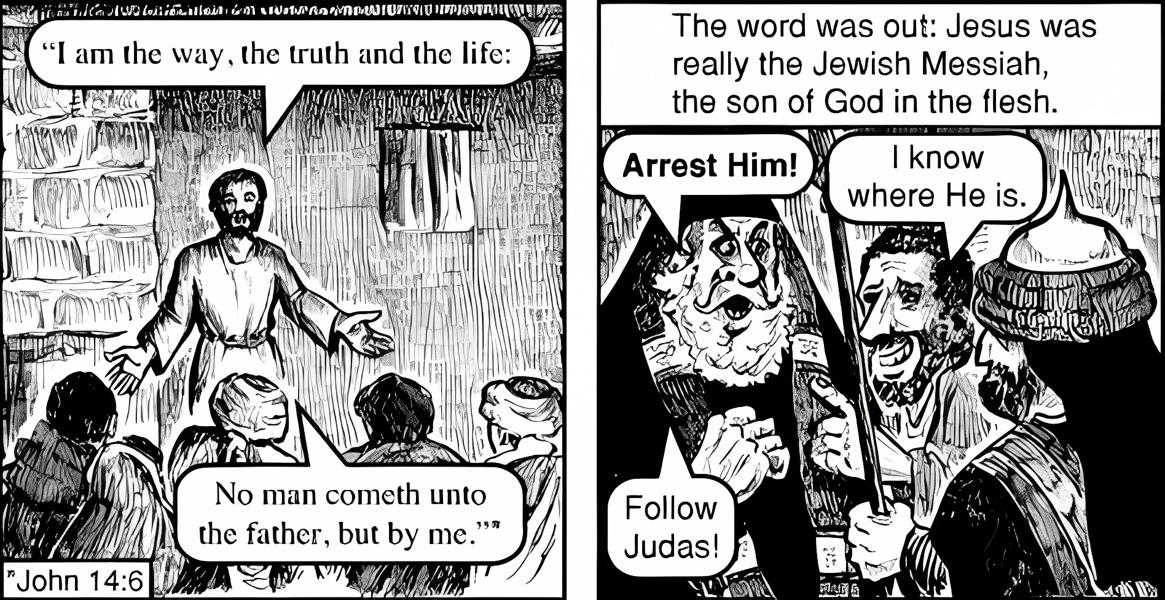 “I am the way, the truth and the life:
No man cometh unto
the father, but by me.”*
*John 14:6
The word was out: Jesus was
really the Jewish Messiah,
the son of God in the flesh.
Arrest Him!
I know
where He is.
Follow
Judas!